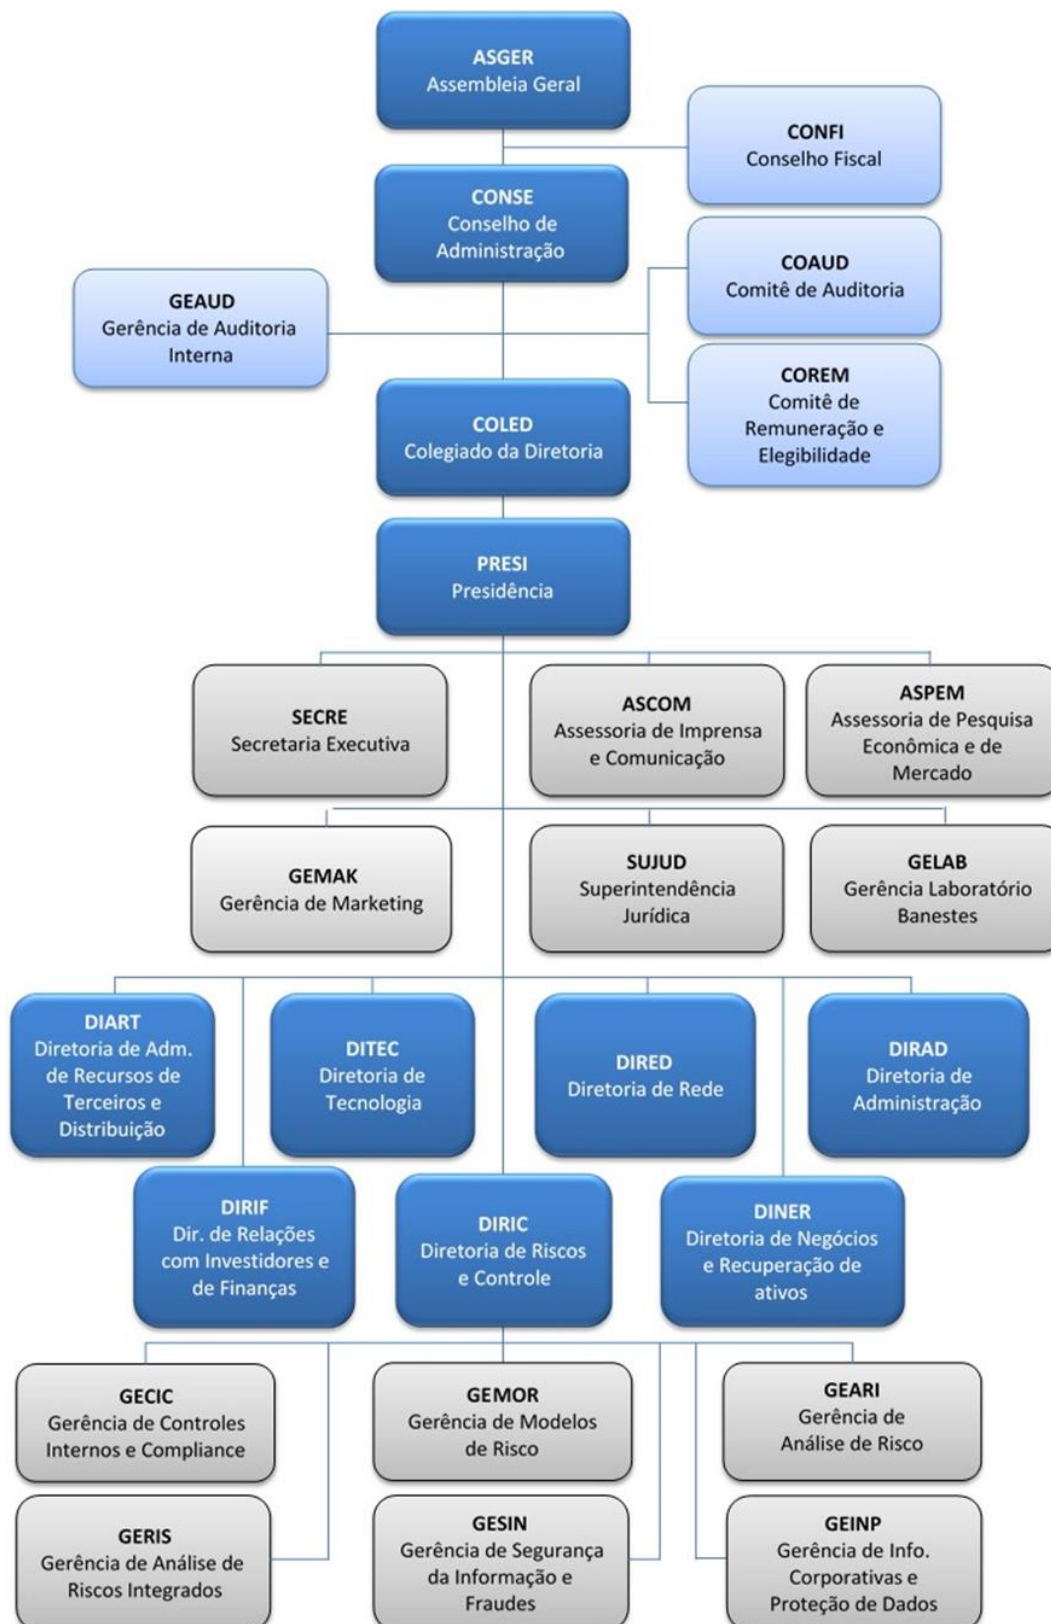 ASGER
Assembleia Geral
CONFI
Conselho Fiscal
CONSE
Conselho de
Administração
COAUD
Comitê de Auditoria
GEAUD
Gerência de Auditoria
Interna
COREM
Comitê de
Remuneração e
Elegibilidade
COLED
Colegiado da Diretoria
PRESI
Presidência
SECRE
Secretaria Executiva
ASCOM
Assessoria de Imprensa
e Comunicação
ASPEM
Assessoria de Pesquisa
Econômica e de
Mercado
GEMAK
Gerência de Marketing
SUJUD
Superintendência
Jurídica
GELAB
Gerência Laboratório
Banestes
DIART
Diretoria de Adm.
de Recursos de
Terceiros e
Distribuição
DITEC
Diretoria de
Tecnologia
DIRED
Diretoria de Rede
DIRAD
Diretoria de
Administração
DIRIF
Dir. de Relações
com Investidores e
de Finanças
DIRIC
Diretoria de Riscos
e Controle
DINER
Diretoria de Negócios
e Recuperação de
ativos
GECIC
Gerência de Controles
Internos e Compliance
GEMOR
Gerência de Modelos
de Risco
GEARI
Gerência de
Análise de Risco
GERIS
Gerência de Análise de
Riscos Integrados
GESIN
Gerência de Segurança
da Informação e
Fraudes
GEINP
Gerência de Info.
Corporativas e
Proteção de Dados